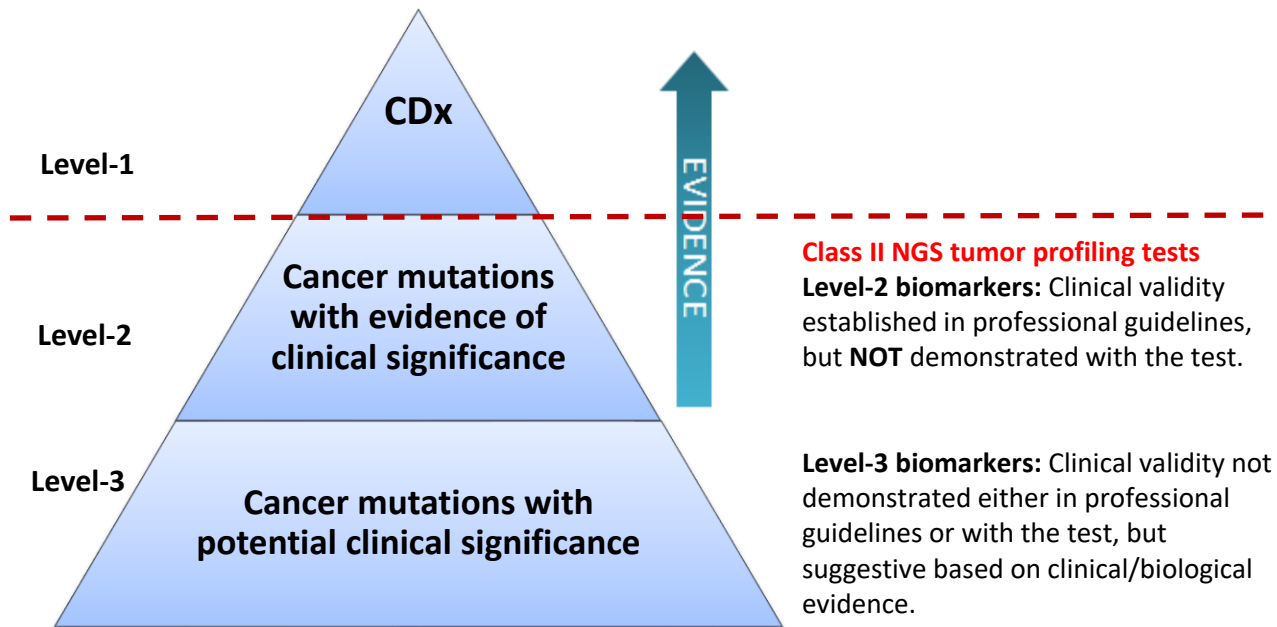 CDx
Level-1
EVIDENCE
Class II NGS tumor profiling tests
Level-2 biomarkers: Clinical validity
established in professional guidelines,
but NOT demonstrated with the test.
Cancer mutations
with evidence of
clinical significance
Level-2
Level-3
Cancer mutations with
potential clinical significance
Level-3 biomarkers: Clinical validity not
demonstrated either in professional
guidelines or with the test, but
suggestive based on clinical/biological
evidence.